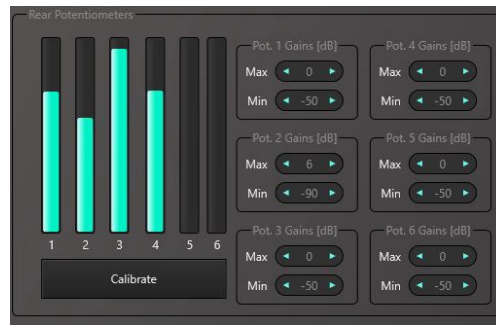 Rear Potentiometers
1 2 3 4 5 6
Calibrate
Pot. 1 Gains [dB]
Max 0
Min -50
Pot. 2 Gains [dB]
Max 6
Min -90
Pot. 3 Gains [dB]
Max 0
Min -50
Pot. 4 Gains [dB]
Max 0
Min -50
Pot. 5 Gains [dB]
Max 0
Min -50
Pot. 6 Gains [dB]
Max 0
Min -50